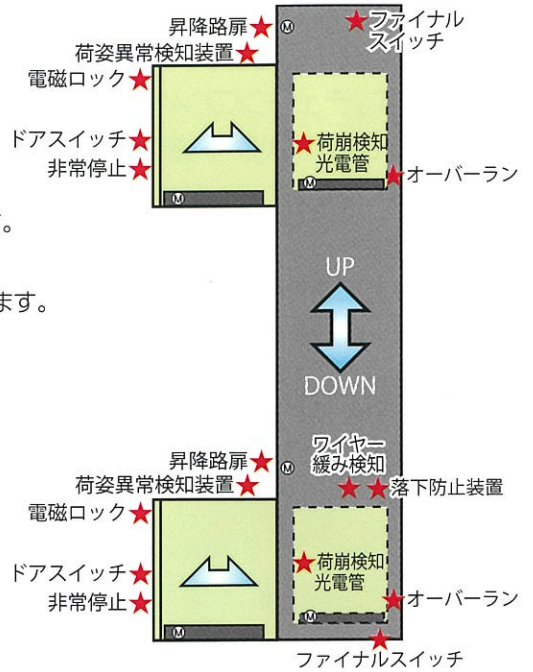 昇降路扉
Ⓜ
ファイナル
スイッチ
荷姿異常検知装置
電磁ロック
ドアスイッチ
荷崩検知
光電管
非常停止
オーバーラン
Ⓜ
Ⓜ
。
ます。
UP
DOWN
ワイヤー
緩み検知
昇降路扉
Ⓜ
荷姿異常検知装置
落下防止装置
電磁ロック
ドアスイッチ
荷崩検知
光電管
非常停止
オーバーラン
Ⓜ
Ⓜ
ファイナルスイッチ